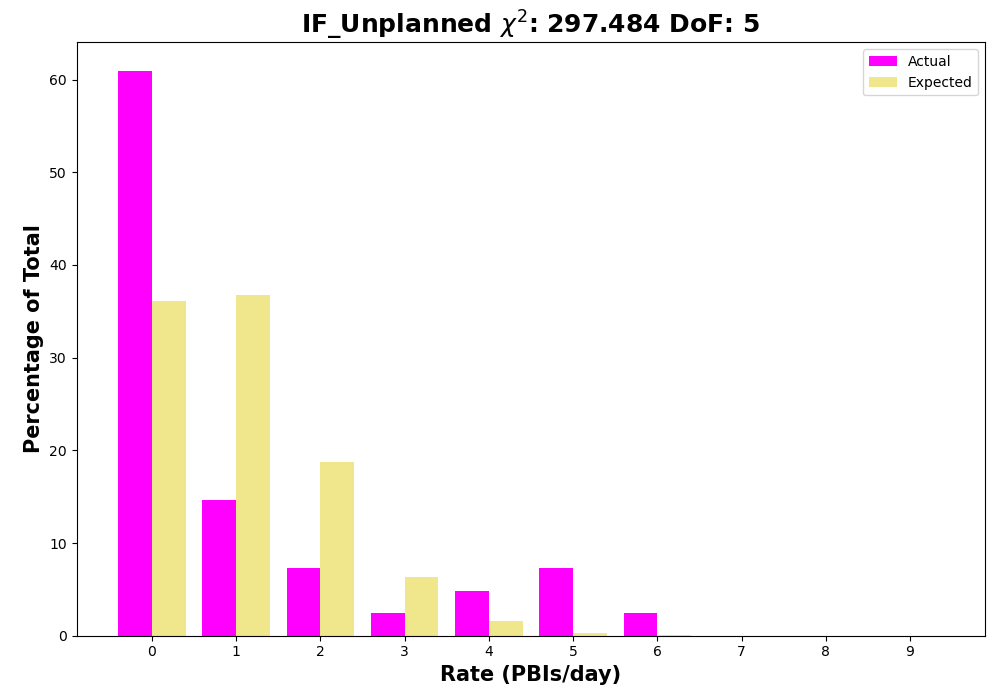 IF_Unplanned χ²: 297.484 DoF: 5
Actual
Expected
Percentage of Total
60
50
40
30
20
10
0
0 1 2 3 4 5 6 7 8 9
Rate (PBIs/day)